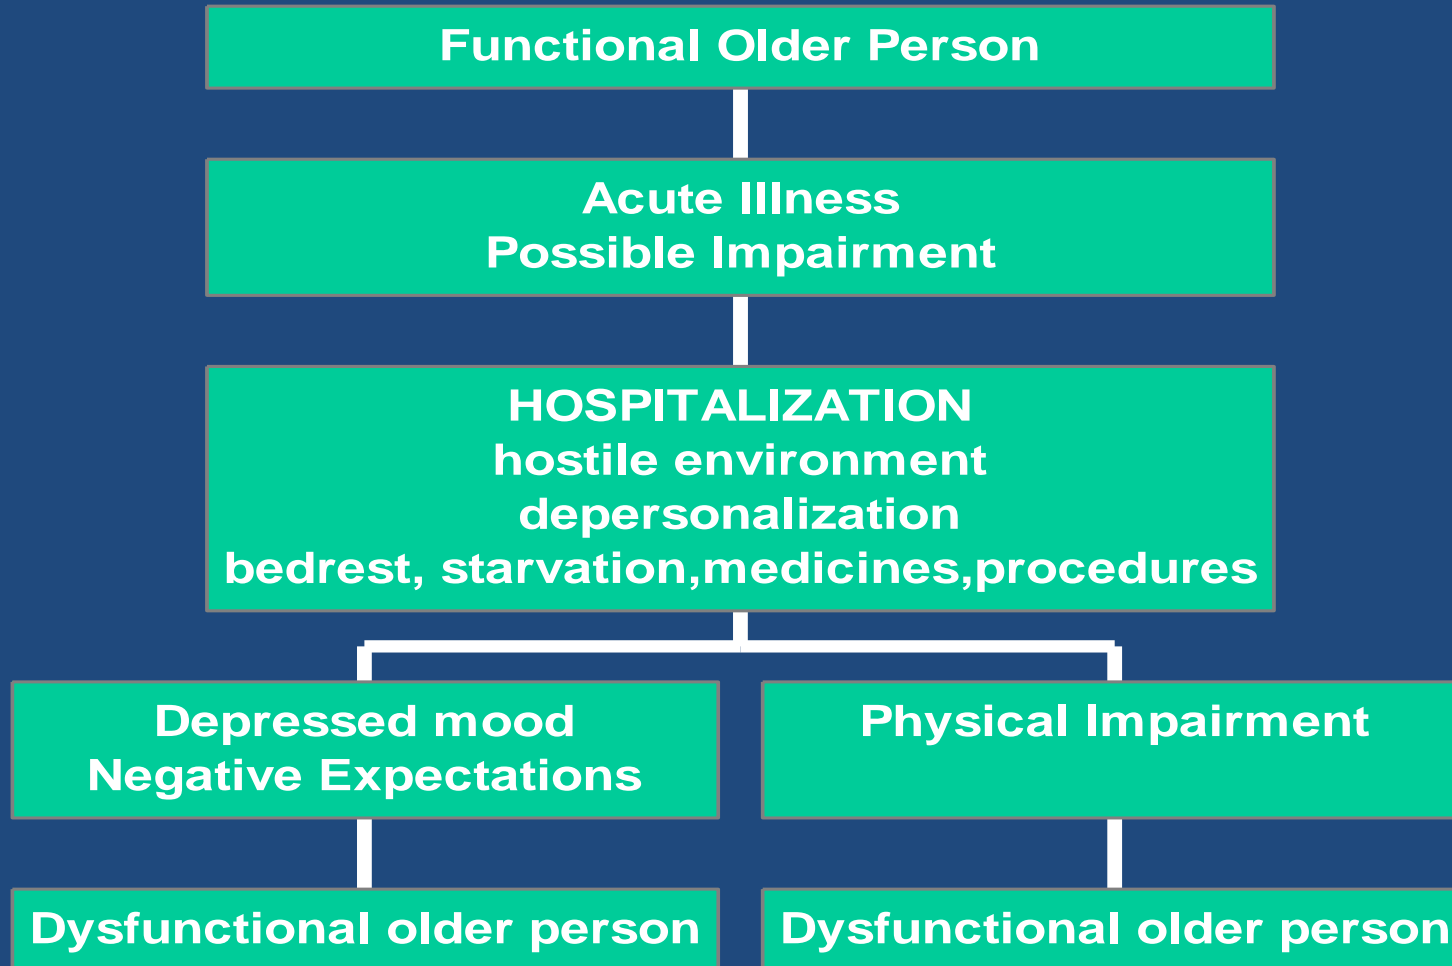 Functional Older Person
Acute Illness
Possible Impairment
HOSPITALIZATION
hostile environment
depersonalization
bedrest, starvation,medicines,procedures
Depressed mood
Negative Expectations
Physical Impairment
Dysfunctional older person
Dysfunctional older person